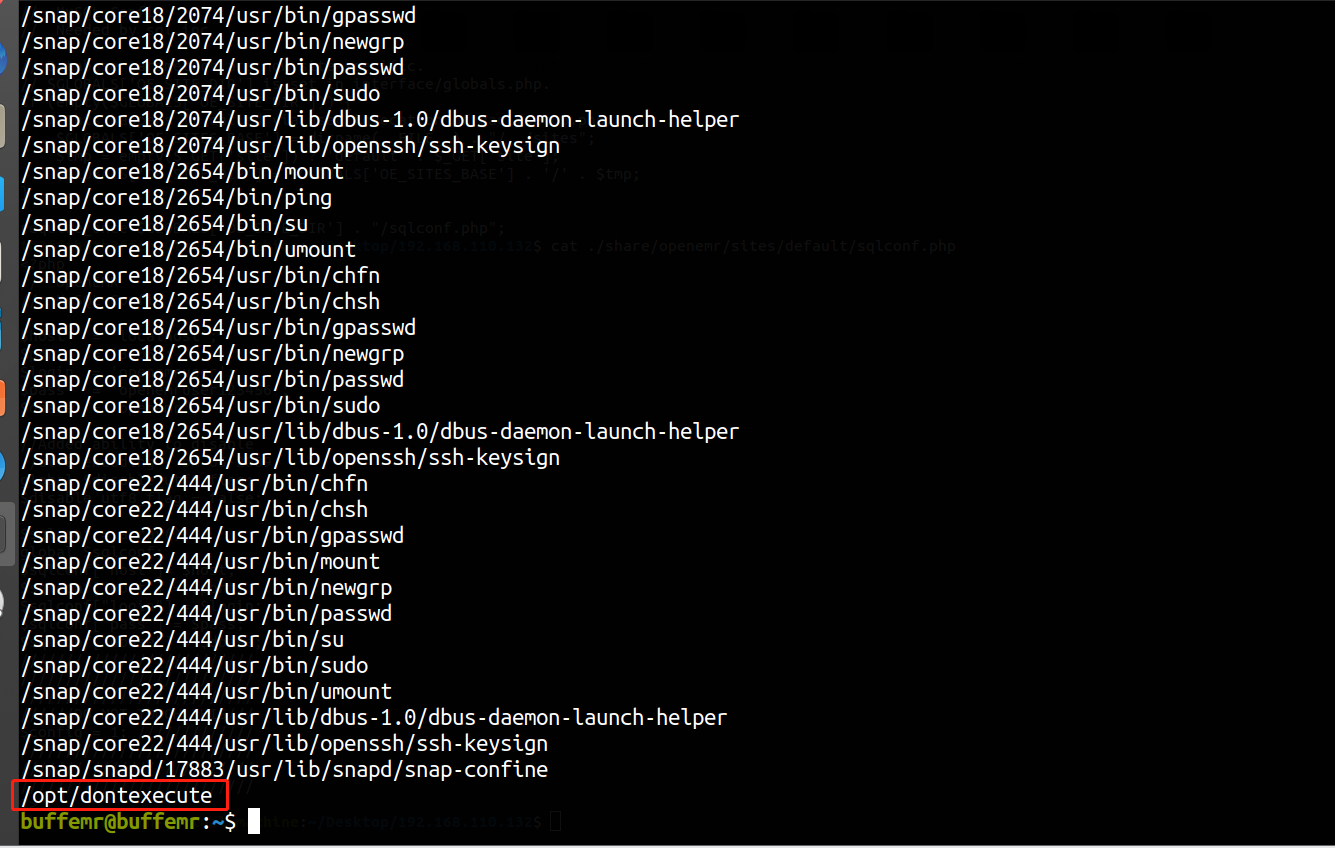 /snap/core18/2074/usr/bin/gpasswd
/snap/core18/2074/usr/bin/newgrp
/snap/core18/2074/usr/bin/passwd
/snap/core18/2074/usr/bin/sudo
/snap/core18/2074/usr/lib/dbus-1.0/dbus-daemon-launch-helper
/snap/core18/2074/usr/lib/openssh/ssh-keysign
/snap/core18/2654/bin/mount
/snap/core18/2654/bin/ping
/snap/core18/2654/bin/su
/snap/core18/2654/bin/umount
/snap/core18/2654/usr/bin/chfn
/snap/core18/2654/usr/bin/chsh
/snap/core18/2654/usr/bin/gpasswd
/snap/core18/2654/usr/bin/newgrp
/snap/core18/2654/usr/bin/passwd
/snap/core18/2654/usr/bin/sudo
/snap/core18/2654/usr/lib/dbus-1.0/dbus-daemon-launch-helper
/snap/core18/2654/usr/lib/openssh/ssh-keysign
/snap/core22/444/usr/bin/chfn
/snap/core22/444/usr/bin/chsh
/snap/core22/444/usr/bin/gpasswd
/snap/core22/444/usr/bin/mount
/snap/core22/444/usr/bin/newgrp
/snap/core22/444/usr/bin/passwd
/snap/core22/444/usr/bin/su
/snap/core22/444/usr/bin/sudo
/snap/core22/444/usr/bin/umount
/snap/core22/444/usr/lib/dbus-1.0/dbus-daemon-launch-helper
/snap/core22/444/usr/lib/openssh/ssh-keysign
/snap/snapd/17883/usr/lib/snapd/snap-confine
/opt/dontexecute
buffemr@buffemr:~$